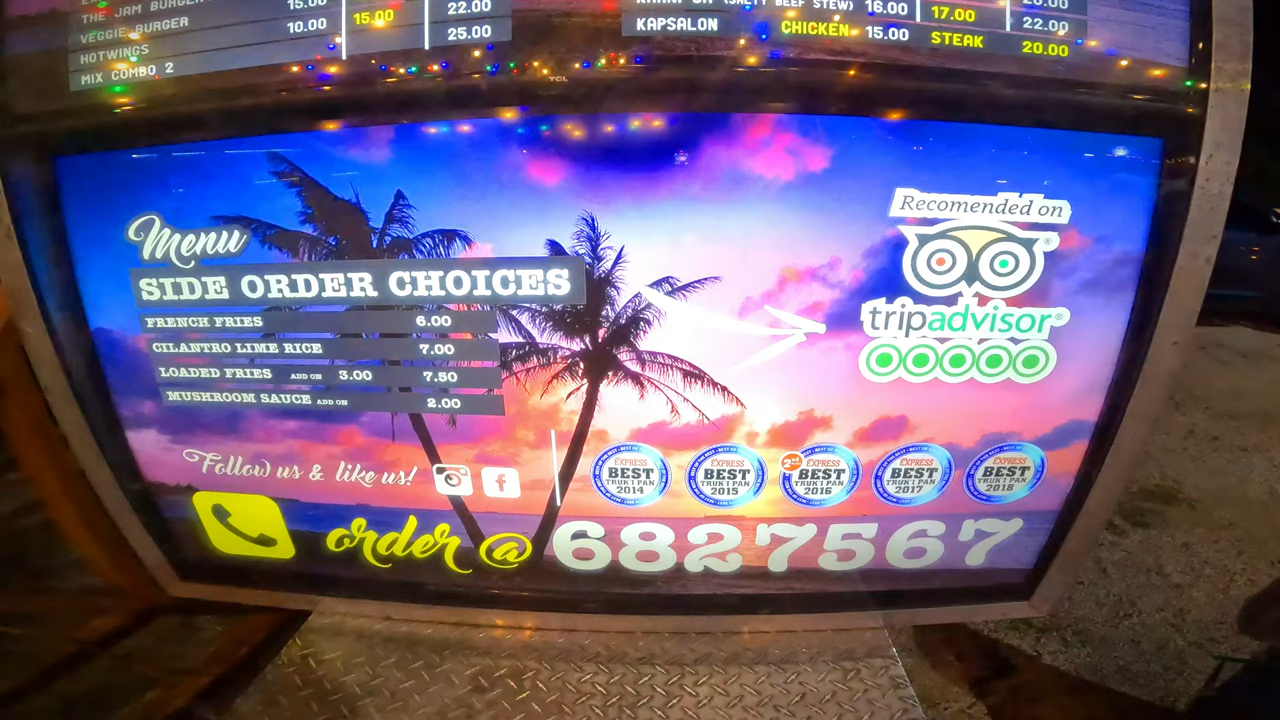 THE JAM BURGER 15.00 22.00
VEGGIE BURGER 10.00 15.00
HOTWINGS 25.00
MIX COMBO 2
(SALTY BEEF STEW) 16.00 17.00
KAPSALON CHICKEN 15.00 STEAK 22.00
20.00
TCL
Menu
SIDE ORDER CHOICES
FRENCH FRIES 6.00
CILANTRO LIME RICE 7.00
LOADED FRIES ADD ON 3.00 7.50
MUSHROOM SAUCE ADD ON 2.00
Recomended on
tripadvisor®
Follow us & like us!
EXPRESS BEST TRUK'I PAN 2014
EXPRESS BEST TRUK'I PAN 2015
2ND EXPRESS BEST TRUK'I PAN 2016
EXPRESS BEST TRUK'I PAN 2017
EXPRESS BEST TRUK'I PAN 2018
order @ 6827567